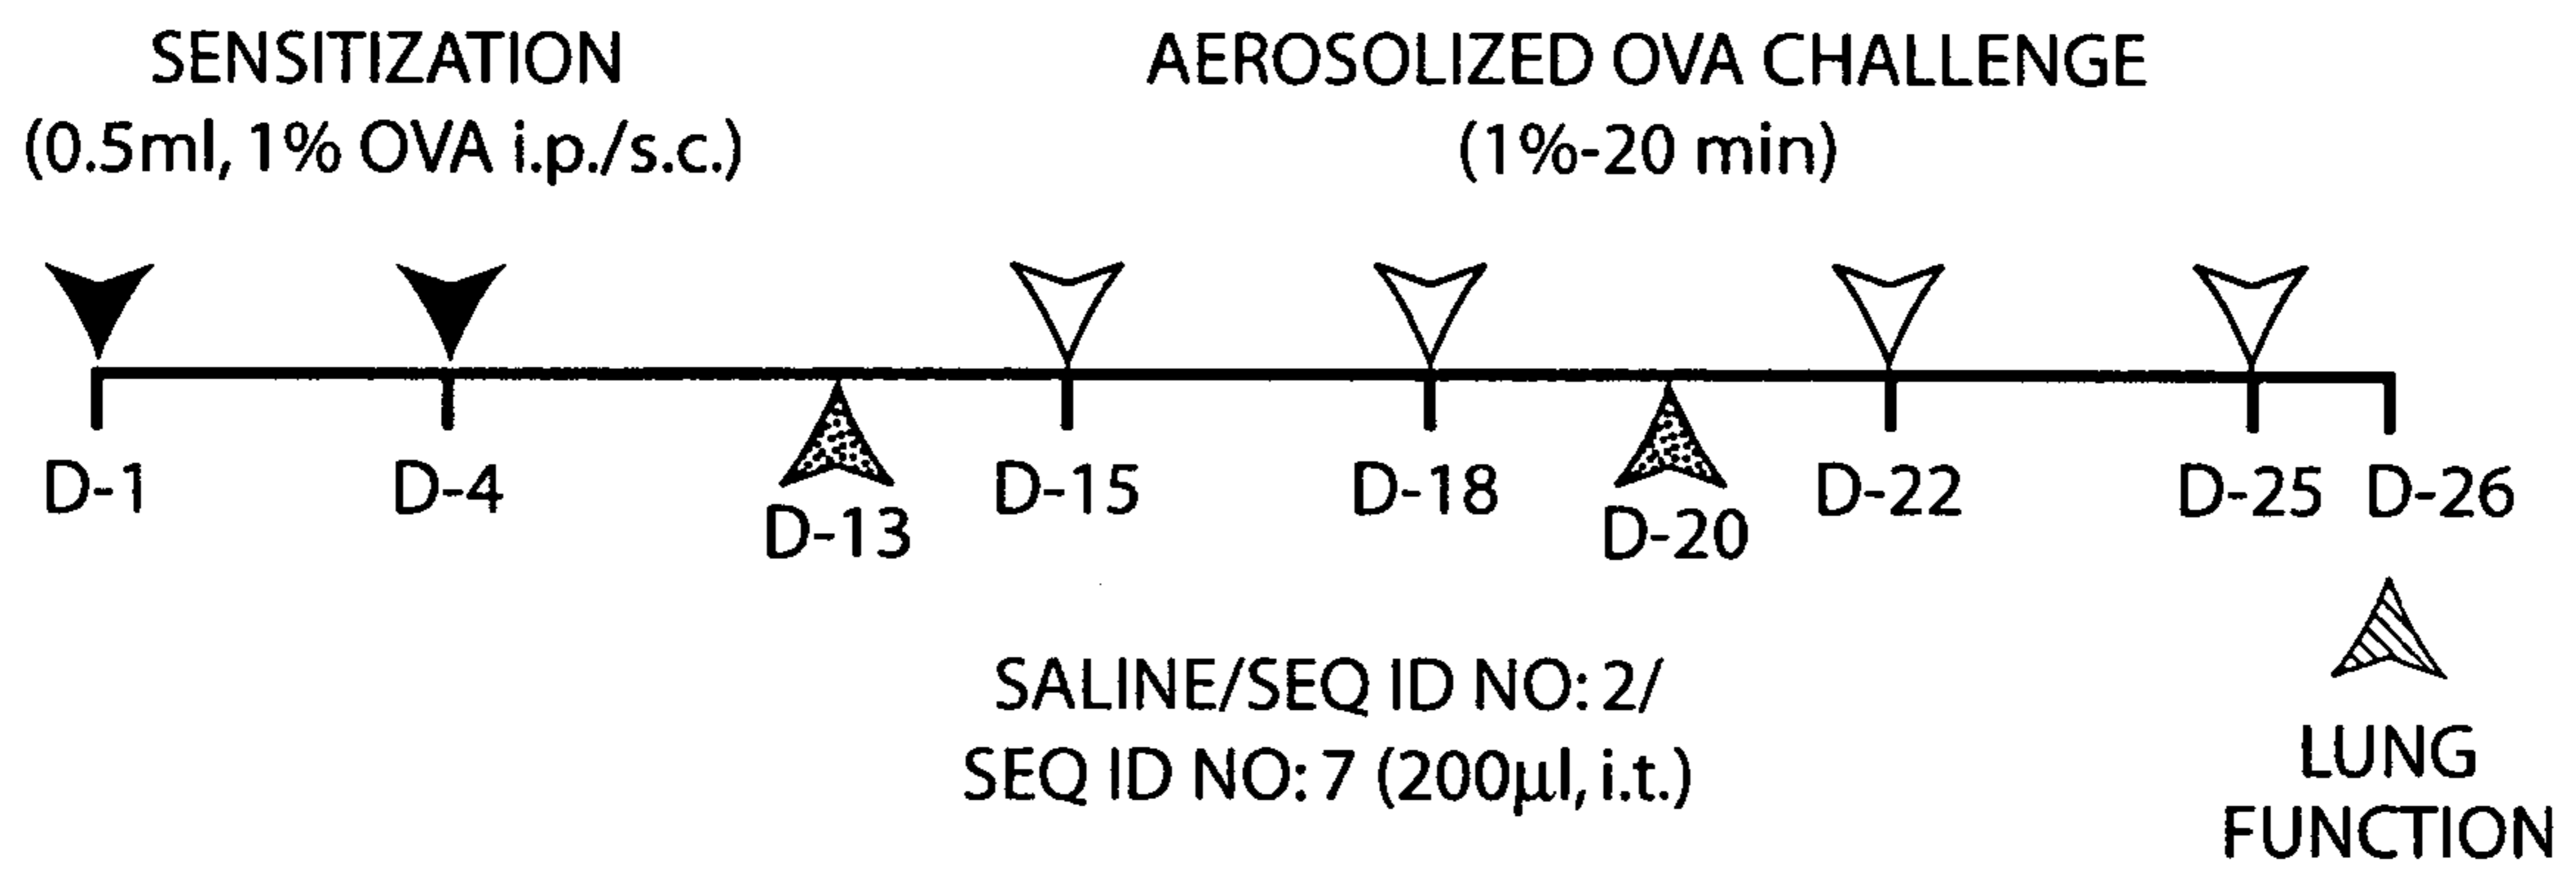 SENSITIZATION
(0.5ml, 1% OVA i.p./s.c.)
AEROSOLIZED OVA CHALLENGE
(1%-20 min)
D-1
D-4
D-13
D-15
D-18
D-20
D-22
D-25
D-26
SALINE/SEQ ID NO: 2/
SEQ ID NO: 7 (200μl, i.t.)
LUNG
FUNCTION